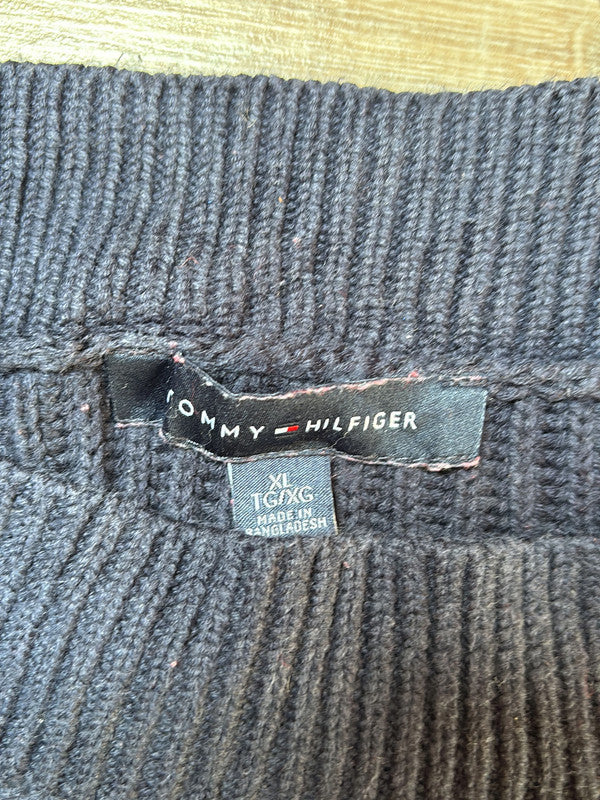 TOMMY HILFIGER
XL
TG/XG
MADE IN
BANGLADESH